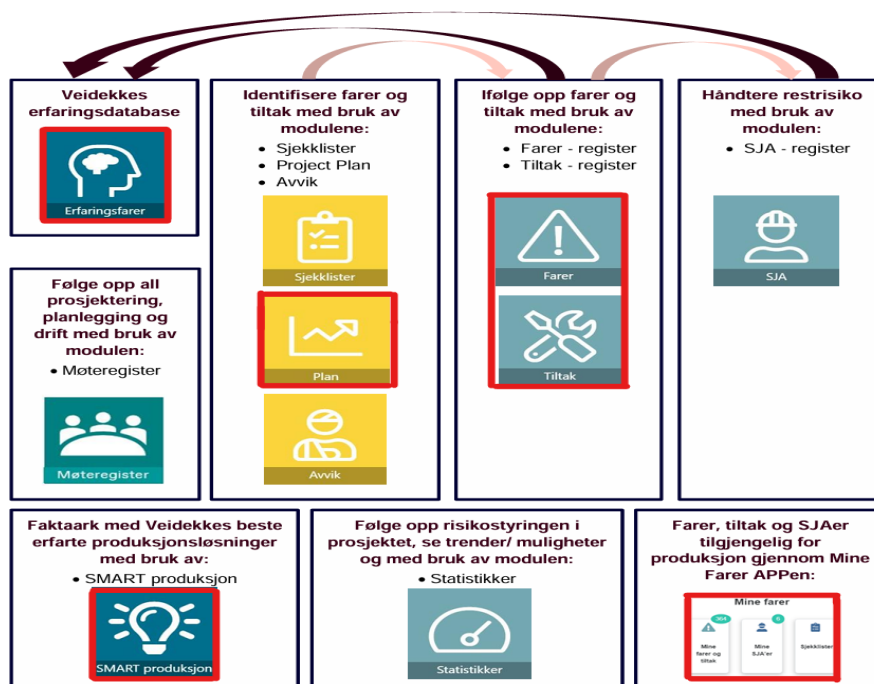 Veidekkes
erfaringsdatabase
Erfaringsfarer
Identifisere farer og
tiltak med bruk av
modulene:
• Sjekklister
• Project Plan
• Avvik
Sjekklister
Plan
Avvik
Ifølge opp farer og
tiltak med bruk av
modulene:
• Farer - register
• Tiltak - register
Farer
Tiltak
Håndtere restrisiko
med bruk av
modulen:
• SJA - register
SJA
Følge opp all
prosjektering,
planlegging og
drift med bruk av
modulen:
• Møteregister
Møteregister
Faktaark med Veidekkes beste
erfarte produksjonsløsninger
med bruk av:
• SMART produksjon
SMART produksjon
Følge opp risikostyringen i
prosjektet, se trender/ muligheter
og med bruk av modulen:
• Statistikker
Statistikker
Farer, tiltak og SJAer
tilgjengelig for
produksjon gjennom Mine
Farer APPen:
Mine farer
364
6
Mine
farer og
tiltak
Mine
SJA'er
Sjekklister